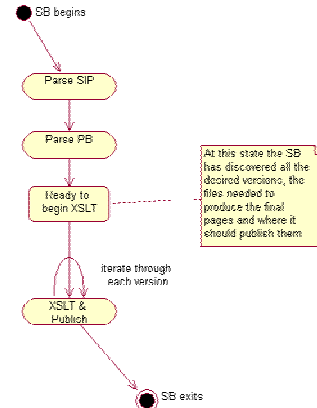 SB begins
Parse SIP
Parse PB
Ready to
begin XSLT
At this state the SB
has discovered all the
desired versions, the
files needed to
produce the final
pages and where it
should publish them
iterate through
each version
XSLT &
Publish
SB exits